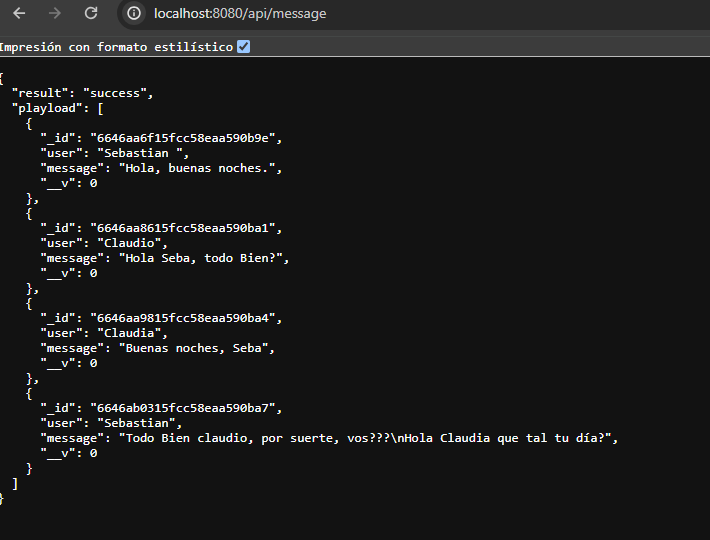 localhost:8080/api/message
Impresión con formato estilístico
{
  "result": "success",
  "playload": [
    {
      "_id": "6646aa6f15fcc58eaa590b9e",
      "user": "Sebastian ",
      "message": "Hola, buenas noches.",
      "__v": 0
    },
    {
      "_id": "6646aa8615fcc58eaa590ba1",
      "user": "Claudio",
      "message": "Hola Seba, todo Bien?",
      "__v": 0
    },
    {
      "_id": "6646aa9815fcc58eaa590ba4",
      "user": "Claudia",
      "message": "Buenas noches, Seba",
      "__v": 0
    },
    {
      "_id": "6646ab0315fcc58eaa590ba7",
      "user": "Sebastian",
      "message": "Todo Bien claudio, por suerte, vos???\nHola Claudia que tal tu día?",
      "__v": 0
    }
  ]
}